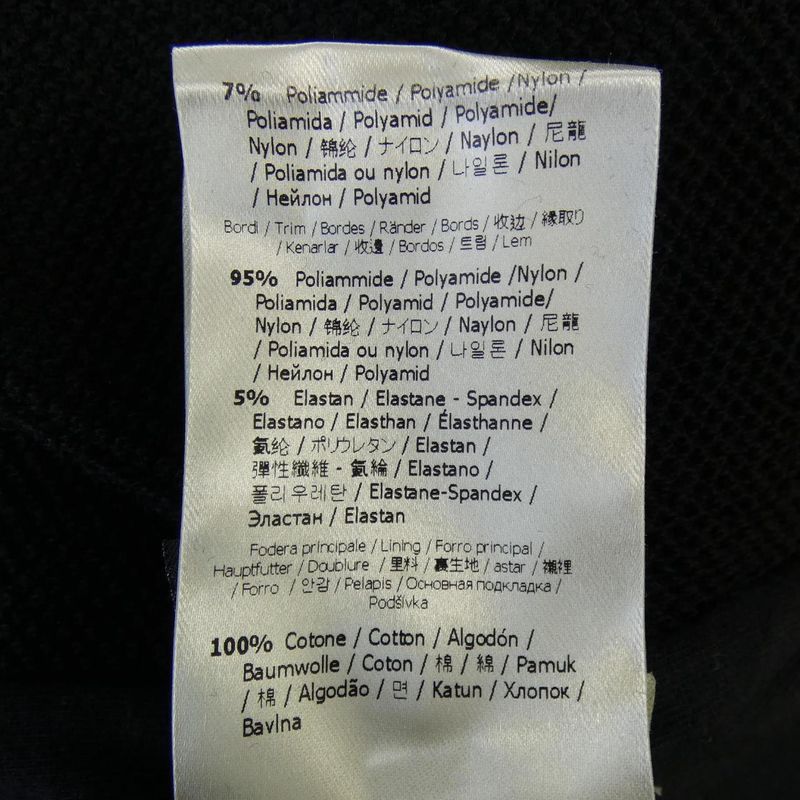 7% Poliammide / Polyamide /Nylon /
Poliamida / Polyamid / Polyamide/
Nylon / 锦纶 / ナイロン / Naylon / 尼龍
/ Poliamida ou nylon / 나일론 / Nilon
/ Нейлон / Polyamid
Bordi / Trim / Bordes / Ränder / Bords / 收边 / 縁取り
/ Kenarlar / 收邊 / Bordos / 트림 / Lem
95% Poliammide / Polyamide /Nylon /
Poliamida / Polyamid / Polyamide/
Nylon / 锦纶 / ナイロン / Naylon / 尼龍
/ Poliamida ou nylon / 나일론 / Nilon
/ Нейлон / Polyamid
5% Elastan / Elastane - Spandex /
Elastano / Elasthan / Élasthanne /
氨纶 / ポリウレタン / Elastan /
彈性纖維 - 氨綸 / Elastano /
폴리우레탄 / Elastane-Spandex /
Эластан / Elastan
Fodera principale / Lining / Forro principal /
Hauptfutter / Doublure / 里料 / 裏生地 / astar / 襯裡
/ Forro / 안감 / Pelapis / Основная подкладка /
Podšívka
100% Cotone / Cotton / Algodón /
Baumwolle / Coton / 棉 / 綿 / Pamuk
/ 棉 / Algodão / 면 / Katun / Хлопок /
Bavlna